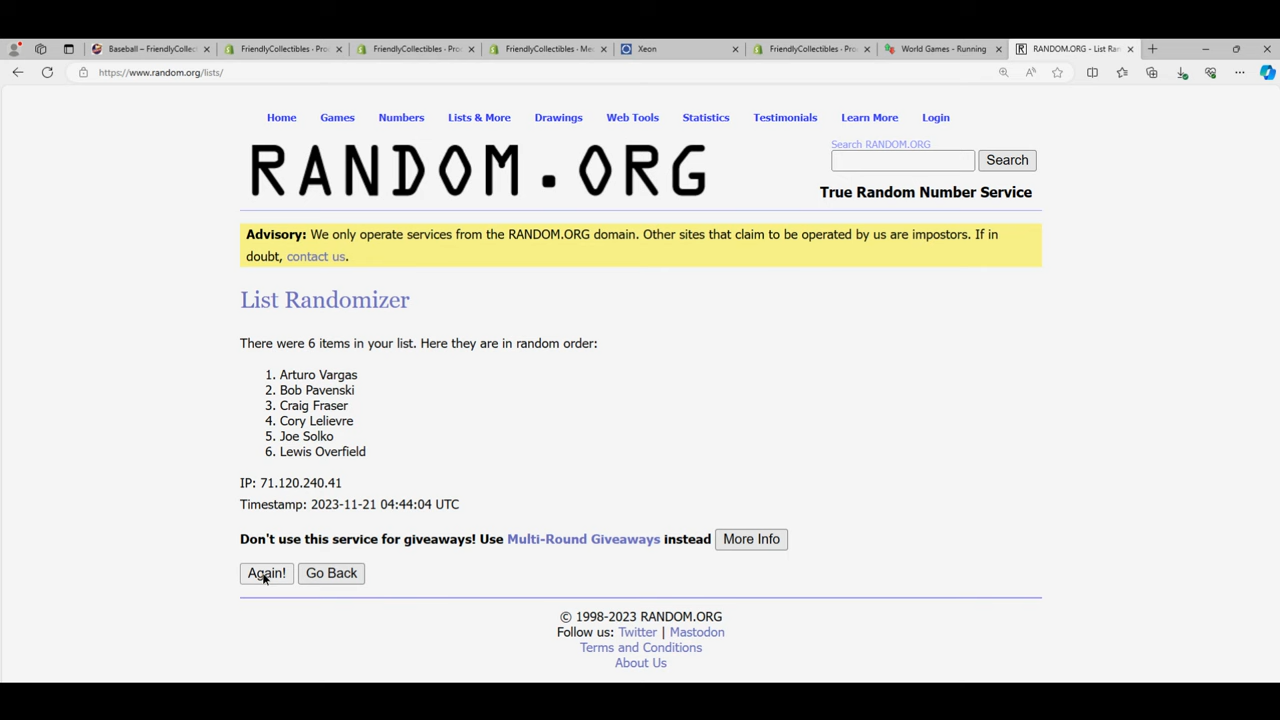 Baseball – FriendlyCollec
FriendlyCollectibles - Pro
FriendlyCollectibles - Pro
FriendlyCollectibles - Me
Xeon
FriendlyCollectibles - Pro
World Games - Running
RANDOM.ORG - List Ran
https://www.random.org/lists/
Home Games Numbers Lists & More Drawings Web Tools Statistics Testimonials Learn More Login
RANDOM.ORG
Search RANDOM.ORG
Search
True Random Number Service
Advisory: We only operate services from the RANDOM.ORG domain. Other sites that claim to be operated by us are impostors. If in
doubt, contact us.
List Randomizer
There were 6 items in your list. Here they are in random order:
1. Arturo Vargas
2. Bob Pavenski
3. Craig Fraser
4. Cory Lelievre
5. Joe Solko
6. Lewis Overfield
IP: 71.120.240.41
Timestamp: 2023-11-21 04:44:04 UTC
Don't use this service for giveaways! Use Multi-Round Giveaways instead More Info
Again! Go Back
© 1998-2023 RANDOM.ORG
Follow us: Twitter | Mastodon
Terms and Conditions
About Us